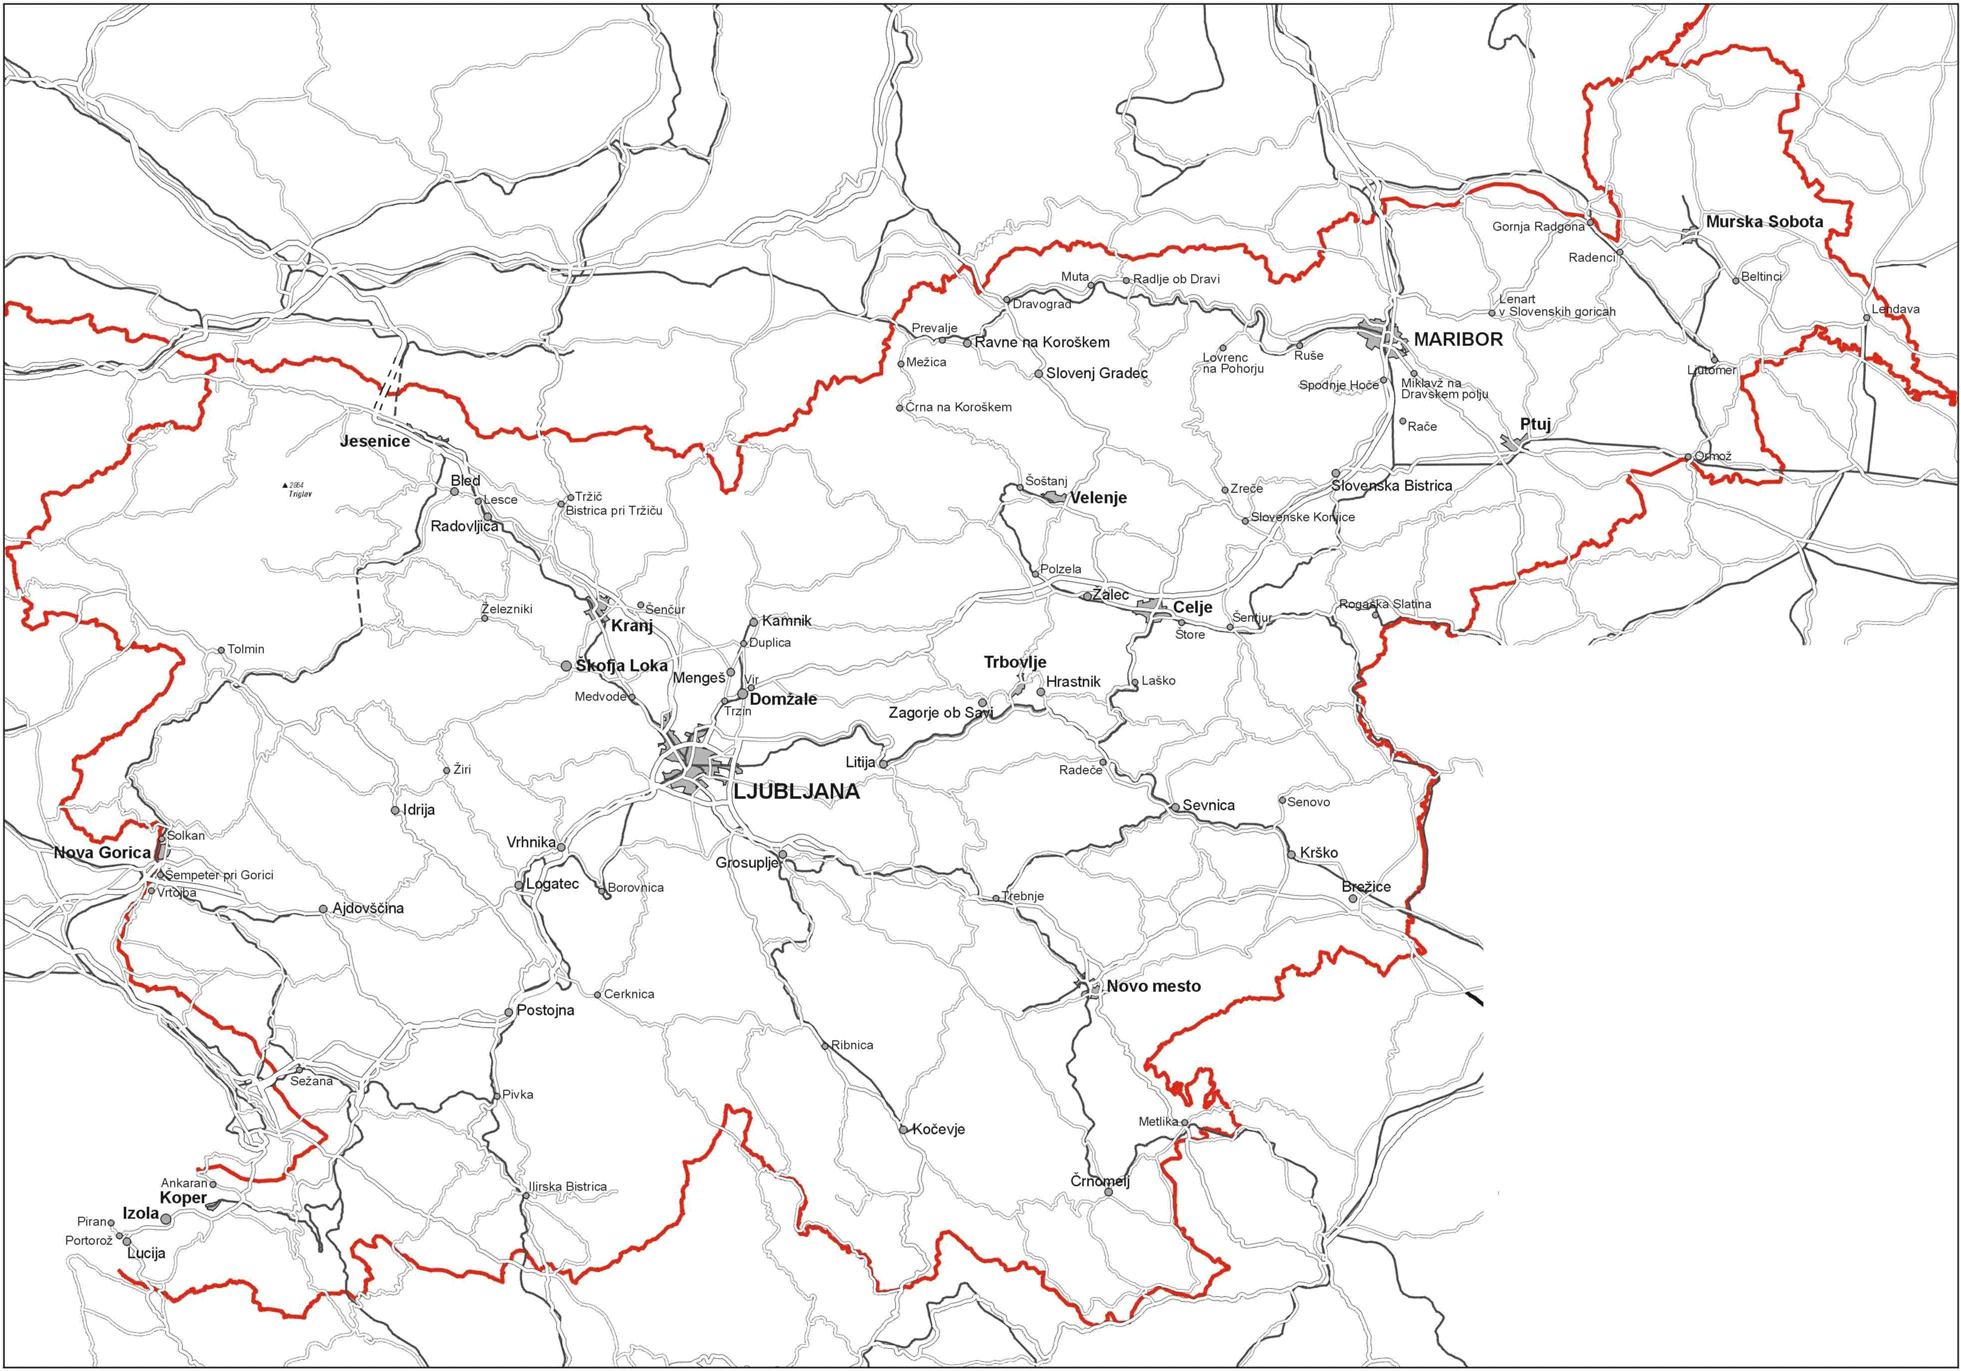 Murska Sobota
Gornja Radgona
Radenci
Beltinci
Muta
Radlje ob Dravi
Dravograd
Lenart
v Slovenskih goricah
Lendava
Prevalje
Ravne na Koroškem
MARIBOR
Mežica
Lovrenc
na Pohorju
Ruše
Slovenj Gradec
Spodnje Hoče
Miklavž na
Dravskem polju
Ljutomer
Črna na Koroškem
Rače
Ptuj
Jesenice
Ormož
2864
Triglav
Bled
Lesce
Radovljica
Tržič
Bistrica pri Tržiču
Šoštanj
Velenje
Zreče
Slovenska Bistrica
Slovenske Konjice
Polzela
Žalec
Celje
Štore
Šentjur
Rogaška Slatina
Železniki
Kranj
Šenčur
Kamnik
Duplica
Tolmin
Škofja Loka
Mengeš
Vir
Domžale
Medvode
Trzin
Trbovlje
Hrastnik
Zagorje ob Savi
Laško
Žiri
Litija
Radeče
LJUBLJANA
Idrija
Sevnica
Senovo
Solkan
Nova Gorica
Vrhnika
Grosuplje
Krško
Šempeter pri Gorici
Vrtojba
Logatec
Borovnica
Brežice
Ajdovščina
Trebnje
Novo mesto
Cerknica
Postojna
Ribnica
Sežana
Pivka
Metlika
Kočevje
Ankaran
Koper
Ilirska Bistrica
Črnomelj
Izola
Piran
Portorož
Lucija